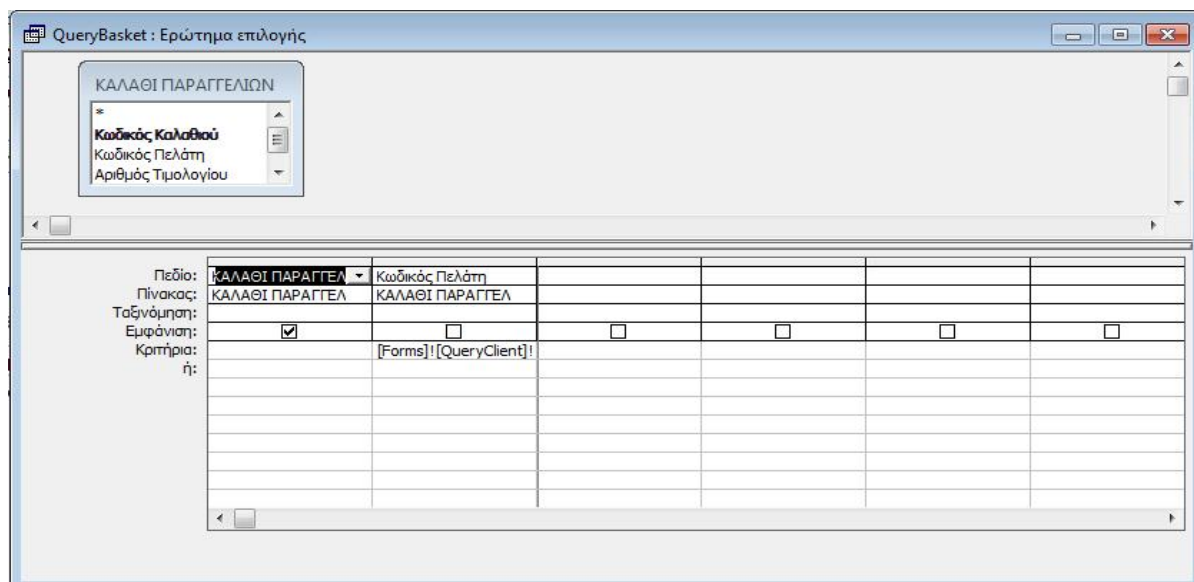 QueryBasket : Ερώτημα επιλογής
ΚΑΛΑΘΙ ΠΑΡΑΓΓΕΛΙΩΝ
*
Κωδικός Καλαθιού
Κωδικός Πελάτη
Αριθμός Τιμολογίου
Πεδίο: ΚΑΛΑΘΙ ΠΑΡΑΓΓΕΛ Κωδικός Πελάτη
Πίνακας: ΚΑΛΑΘΙ ΠΑΡΑΓΓΕΛ ΚΑΛΑΘΙ ΠΑΡΑΓΓΕΛ
Ταξινόμηση:
Εμφάνιση:
Κριτήρια: [Forms]![QueryClient]!
ή: